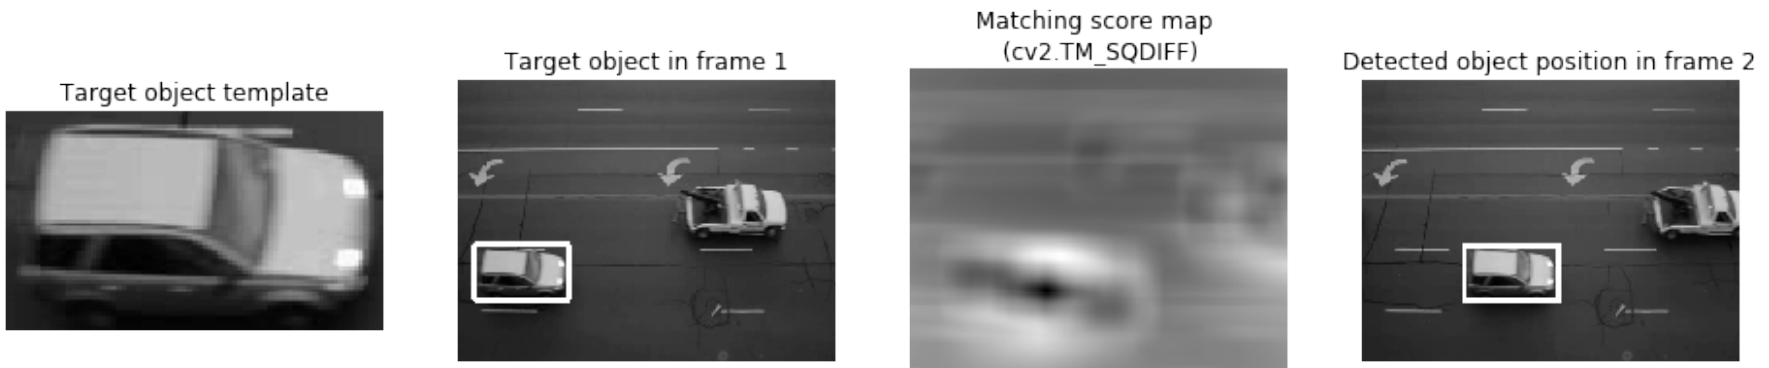 Target object template
Target object in frame 1
Matching score map
(cv2.TM_SQDIFF)
Detected object position in frame 2